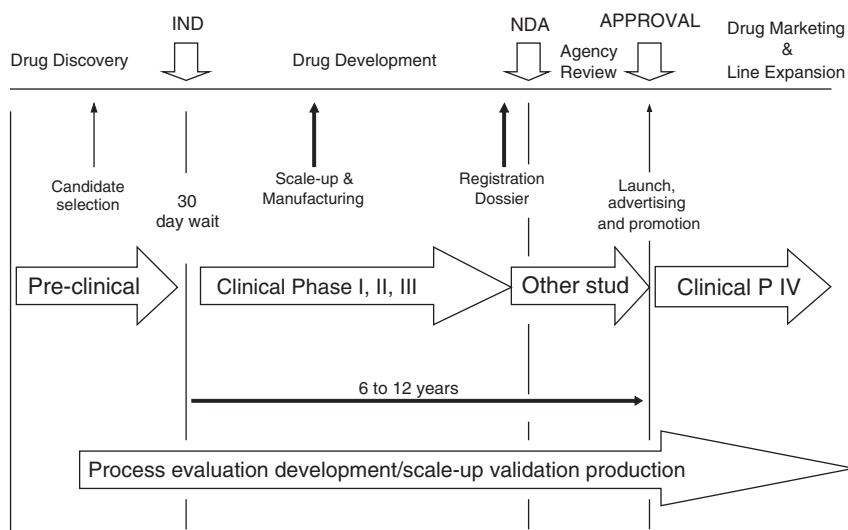 IND
NDA
APPROVAL
Drug Marketing
&
Line Expansion
Drug Discovery
Drug Development
Agency
Review
Candidate
selection
30
day wait
Scale-up &
Manufacturing
Registration
Dossier
Launch,
advertising
and promotion
Pre-clinical
Clinical Phase I, II, III
Other stud
Clinical P IV
6 to 12 years
Process evaluation development/scale-up validation production